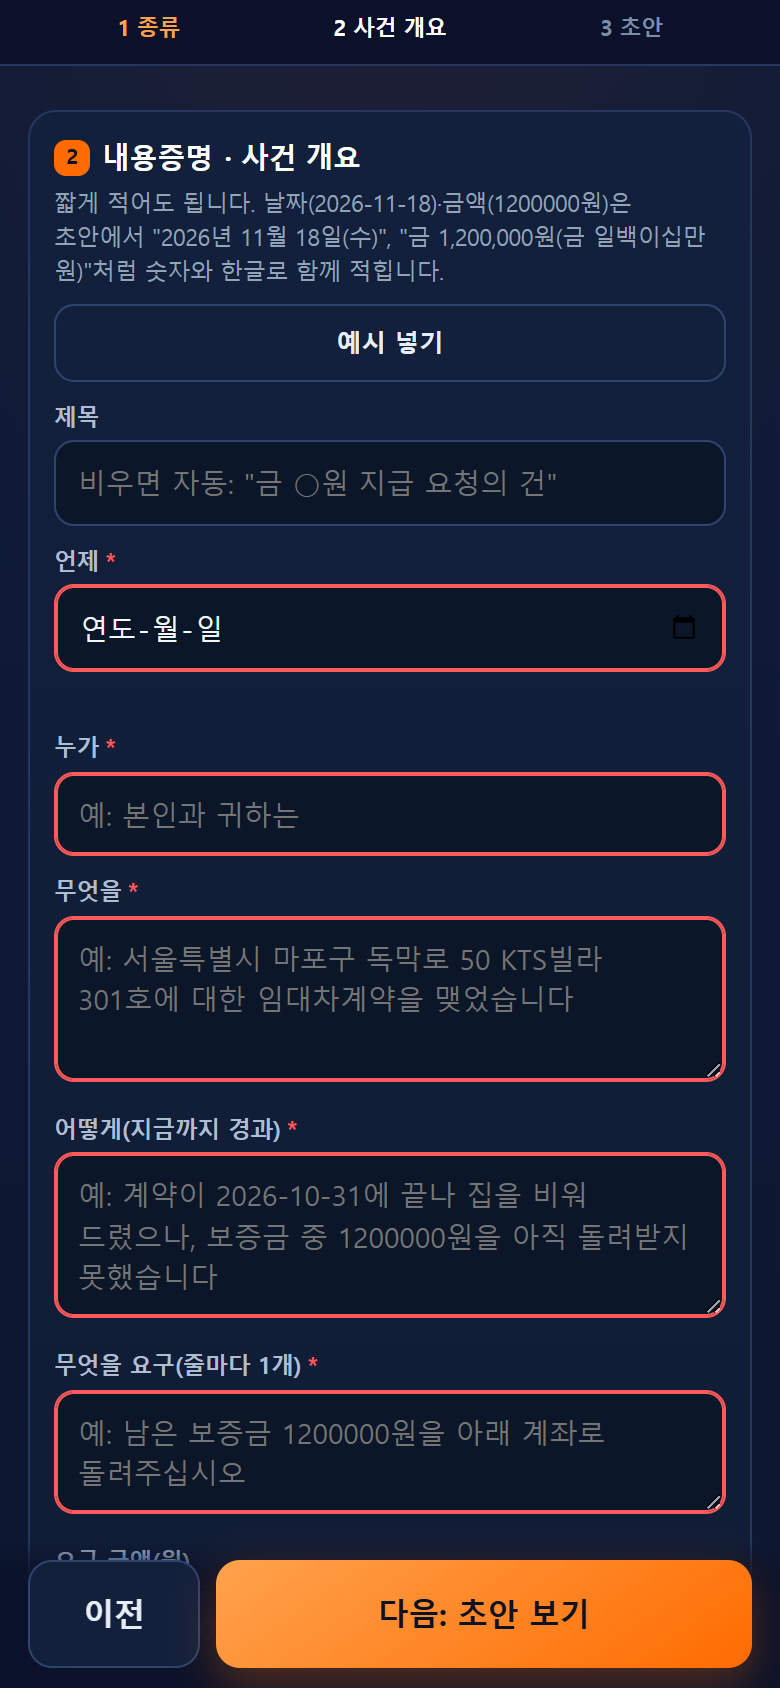 1 종류
2 사건 개요
3 초안
2 내용증명 · 사건 개요
짧게 적어도 됩니다. 날짜(2026-11-18)·금액(1200000원)은
초안에서 "2026년 11월 18일(수)", "금 1,200,000원(금 일백이십만
원)"처럼 숫자와 한글로 함께 적힙니다.
예시 넣기
제목
비우면 자동: "금 ○원 지급 요청의 건"
언제 *
연도-월-일
누가 *
예: 본인과 귀하는
무엇을 *
예: 서울특별시 마포구 독막로 50 KTS빌라
301호에 대한 임대차계약을 맺었습니다
어떻게(지금까지 경과) *
예: 계약이 2026-10-31에 끝나 집을 비워
드렸으나, 보증금 중 1200000원을 아직 돌려받지
못했습니다
무엇을 요구(줄마다 1개) *
예: 남은 보증금 1200000원을 아래 계좌로
돌려주십시오
요구 금액(원)
이전
다음: 초안 보기